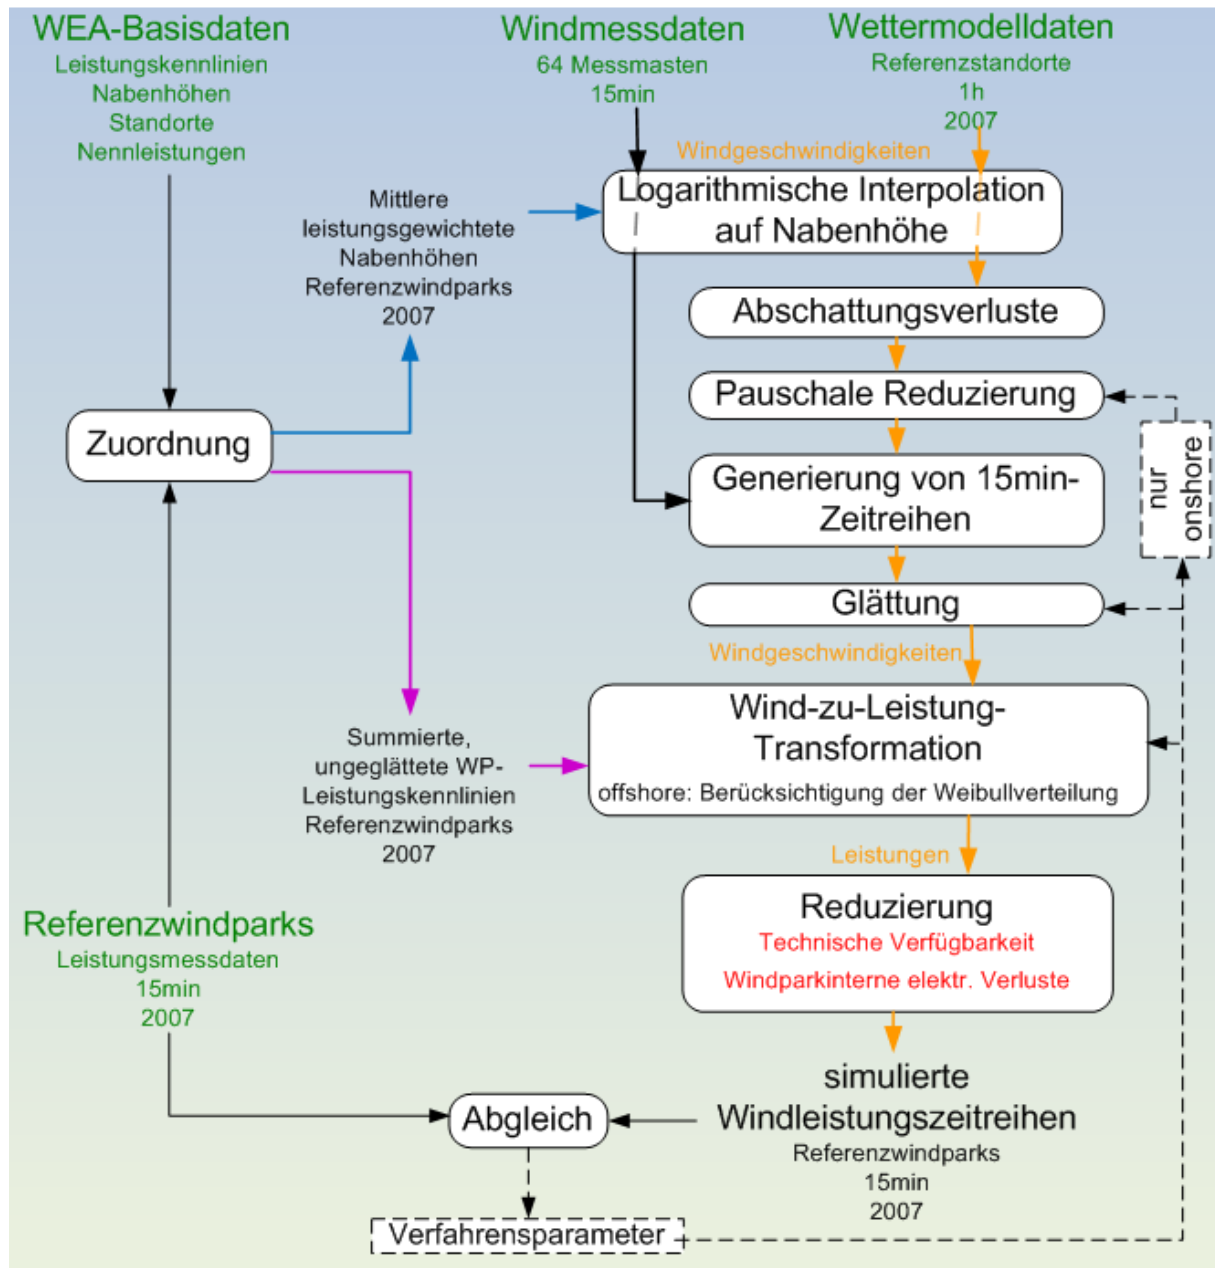 WEA-Basisdaten
Leistungskennlinien
Nabenhöhen
Standorte
Nennleistungen
Windmessdaten
64 Messmasten
15min
Wettermodelldaten
Referenzstandorte
1h
2007
Windgeschwindigkeiten
Mittlere
leistungsgewichtete
Nabenhöhen
Referenzwindparks
2007
Logarithmische Interpolation
auf Nabenhöhe
Abschattungsverluste
Pauschale Reduzierung
Zuordnung
nur
onshore
Generierung von 15min-
Zeitreihen
Glättung
Windgeschwindigkeiten
Summierte,
ungeglättete WP-
Leistungskennlinien
Referenzwindparks
2007
Wind-zu-Leistung-
Transformation
offshore: Berücksichtigung der Weibullverteilung
Leistungen
Reduzierung
Technische Verfügbarkeit
Windparkinterne elektr. Verluste
Referenzwindparks
Leistungsmessdaten
15min
2007
simulierte
Windleistungszeitreihen
Referenzwindparks
15min
2007
Abgleich
Verfahrensparameter